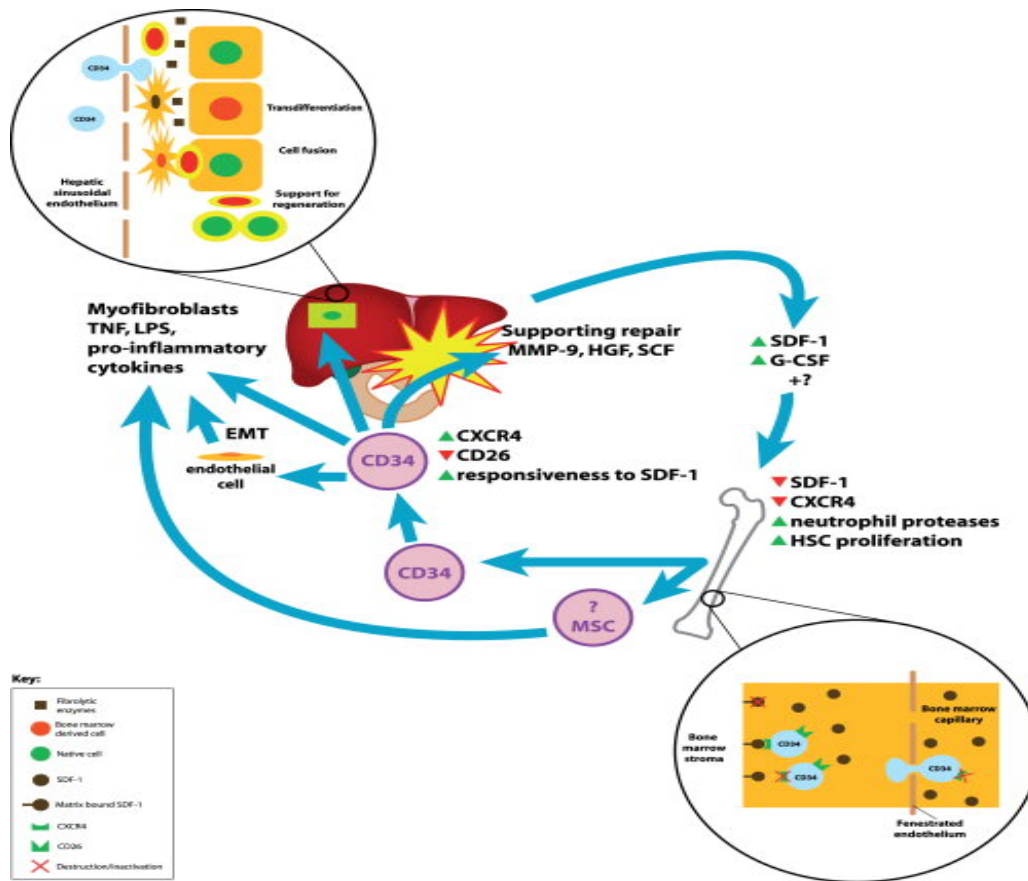 CD34
CD34
Transdifferentiation
Cell fusion
Hepatic
sinusoidal
endothelium
Support for
regeneration
Myofibroblasts
TNF, LPS,
pro-inflammatory
cytokines
Supporting repair
MMP-9, HGF, SCF
SDF-1
G-CSF
+?
EMT
endothelial
cell
CD34
CXCR4
CD26
responsiveness to SDF-1
SDF-1
CXCR4
neutrophil proteases
HSC proliferation
CD34
?
MSC
Key:
Fibrolytic
enzymes
Bone marrow
derived cell
Native cell
SDF-1
Matrix bound SDF-1
CXCR4
CD26
Destruction/inactivation
Bone marrow
capillary
Bone
marrow
stroma
CD34
CD34
CD34
Fenestrated
endothelium